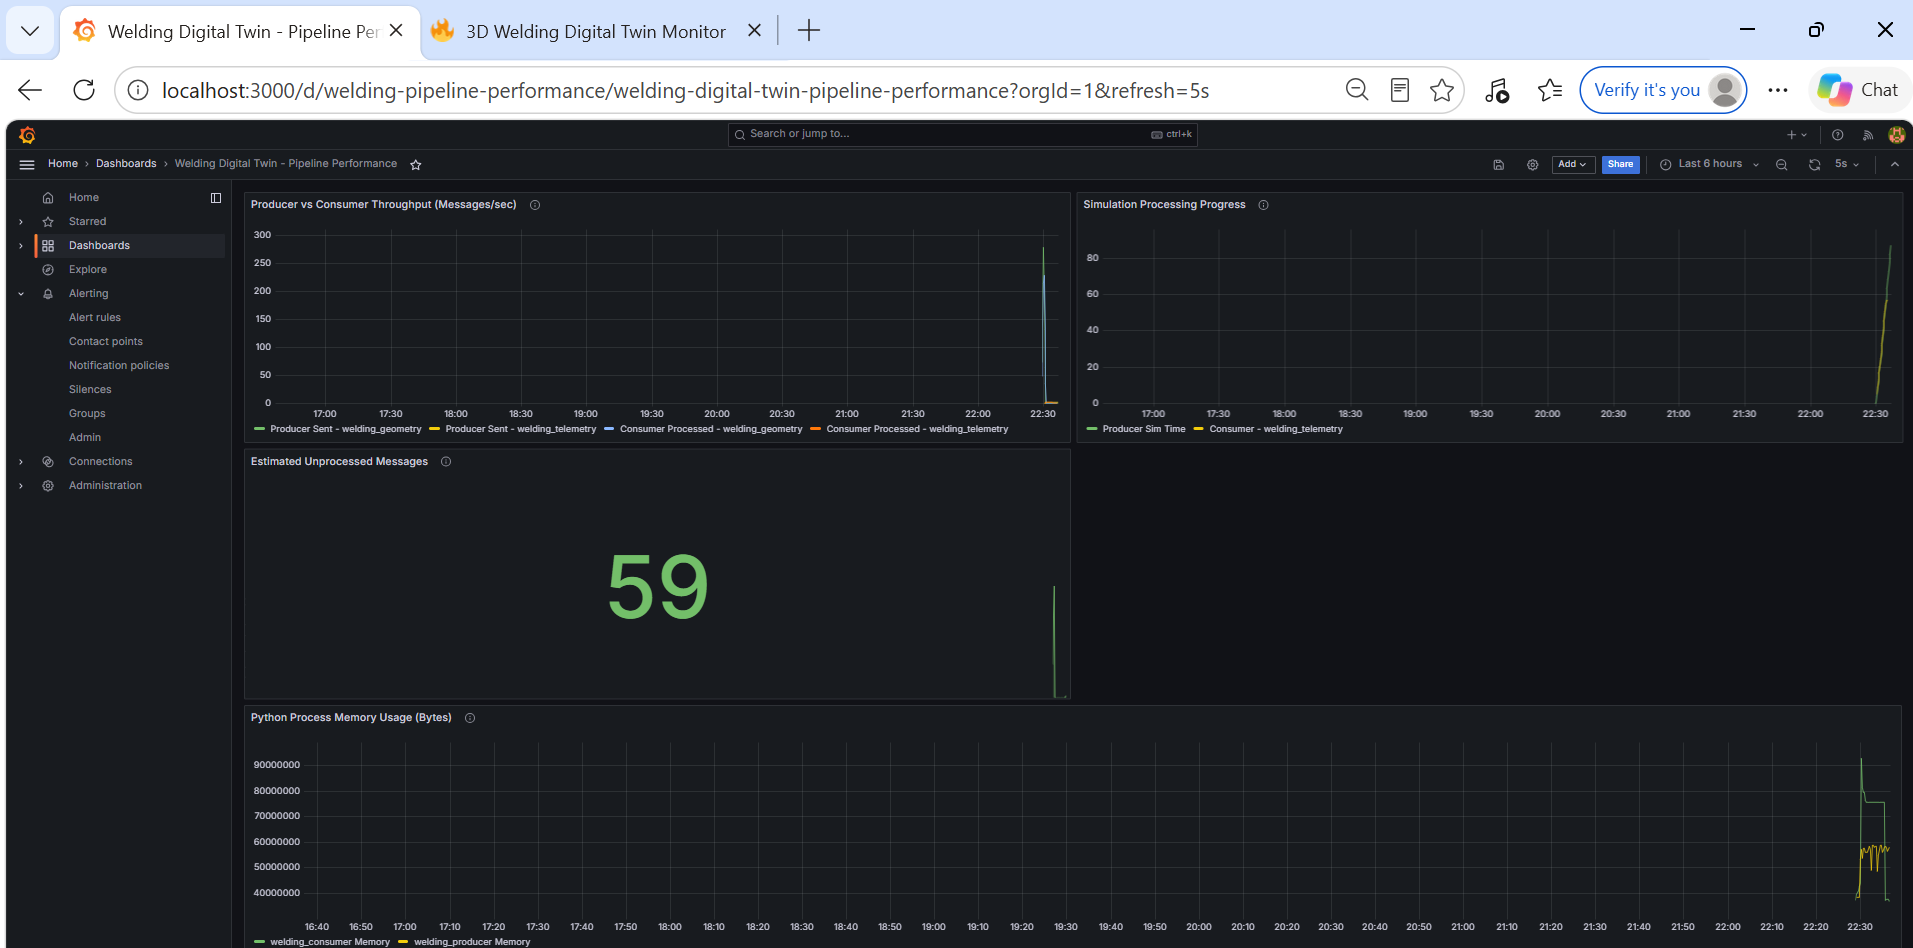 Welding Digital Twin - Pipeline Per
3D Welding Digital Twin Monitor
localhost:3000/d/welding-pipeline-performance/welding-digital-twin-pipeline-performance?orgId=1&refresh=5s
Verify it's you
Chat
Search or jump to...
ctrl+k
Home › Dashboards › Welding Digital Twin - Pipeline Performance
Add
Share
Last 6 hours
5s
Home
Starred
Dashboards
Explore
Alerting
Alert rules
Contact points
Notification policies
Silences
Groups
Admin
Connections
Administration
Producer vs Consumer Throughput (Messages/sec)
300
250
200
150
100
50
0
17:00 17:30 18:00 18:30 19:00 19:30 20:00 20:30 21:00 21:30 22:00 22:30
Producer Sent - welding_geometry Producer Sent - welding_telemetry Consumer Processed - welding_geometry Consumer Processed - welding_telemetry
Simulation Processing Progress
80
60
40
20
0
17:00 17:30 18:00 18:30 19:00 19:30 20:00 20:30 21:00 21:30 22:00 22:30
Producer Sim Time Consumer - welding_telemetry
Estimated Unprocessed Messages
59
Python Process Memory Usage (Bytes)
90000000
80000000
70000000
60000000
50000000
40000000
16:40 16:50 17:00 17:10 17:20 17:30 17:40 17:50 18:00 18:10 18:20 18:30 18:40 18:50 19:00 19:10 19:20 19:30 19:40 19:50 20:00 20:10 20:20 20:30 20:40 20:50 21:00 21:10 21:20 21:30 21:40 21:50 22:00 22:10 22:20 22:30
welding_consumer Memory welding_producer Memory